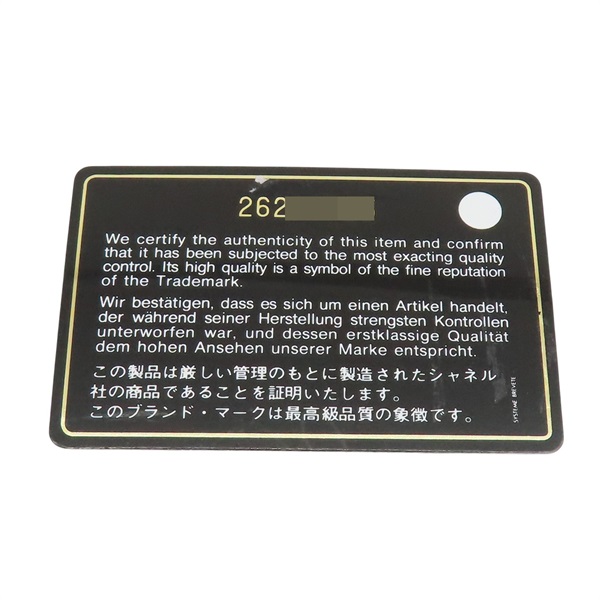 262
We certify the authenticity of this item and confirm
that it has been subjected to the most exacting quality
control. Its high quality is a symbol of the fine reputation
of the Trademark.
Wir bestätigen, dass es sich um einen Artikel handelt,
der während seiner Herstellung strengsten Kontrollen
unterworfen war, und dessen erstklassige Qualität
dem hohen Ansehen unserer Marke entspricht.
この製品は厳しい管理のもとに製造されたシャネル
社の商品であることを証明いたします。
このブランド・マークは最高級品質の象徴です。
SYSTEME BREVETE